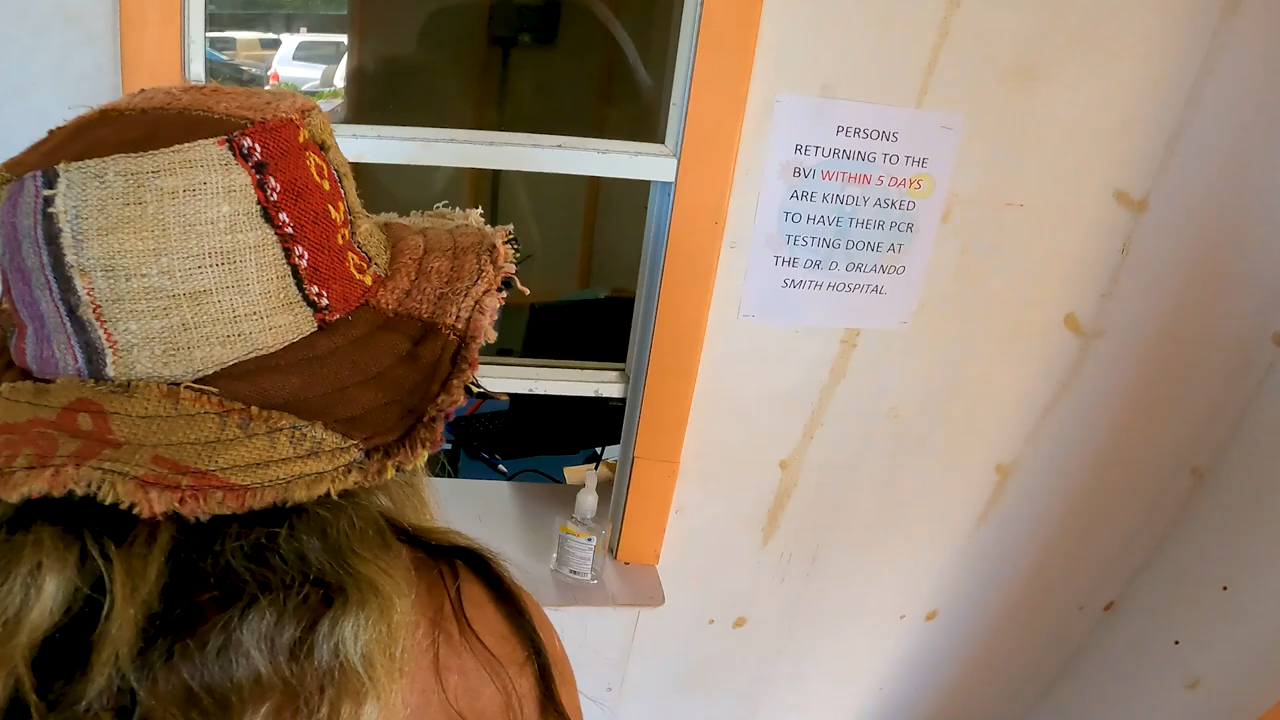 PERSONS
RETURNING TO THE
BVI WITHIN 5 DAYS
ARE KINDLY ASKED
TO HAVE THEIR PCR
TESTING DONE AT
THE DR. D. ORLANDO
SMITH HOSPITAL.